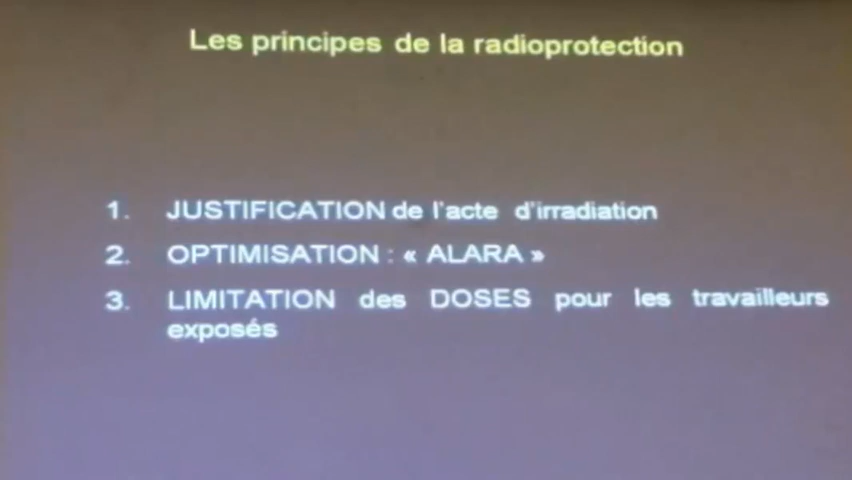 Les principes de la radioprotection
1. JUSTIFICATION de l'acte d'irradiation
2. OPTIMISATION : « ALARA »
3. LIMITATION des DOSES pour les travailleurs
exposés